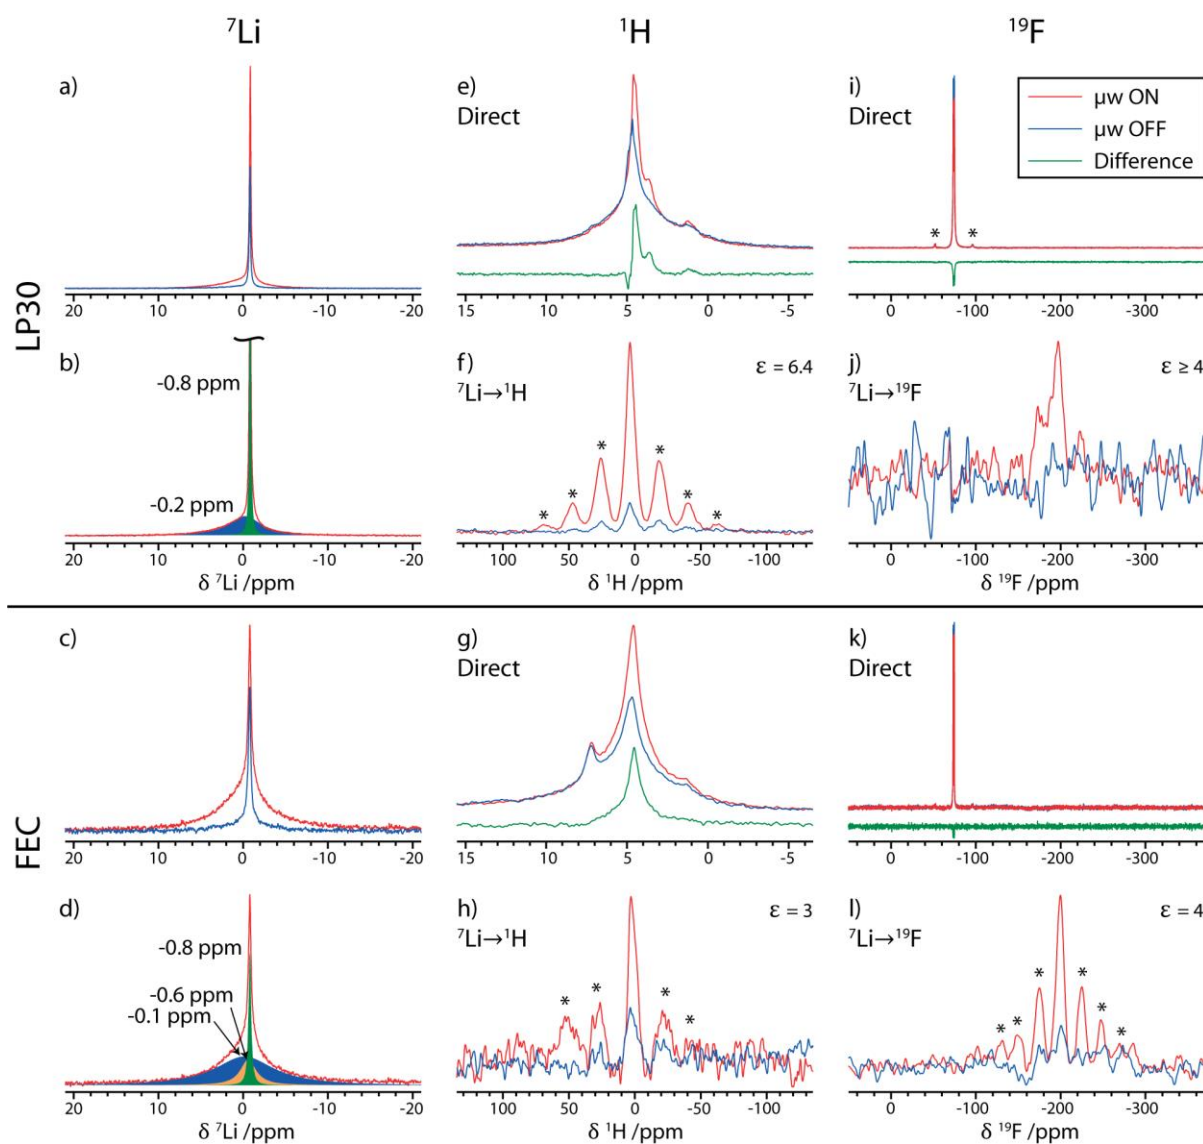 ⁷Li
¹H
¹⁹F
LP30
a)
20 10 0 -10 -20
b)
-0.8 ppm
-0.2 ppm
20 10 0 -10 -20
δ ⁷Li /ppm
e)
Direct
15 10 5 0 -5
f)
⁷Li→¹H
ε = 6.4
* * * * * *
100 50 0 -50 -100
δ ¹H /ppm
i)
Direct
μw ON
μw OFF
Difference
* *
0 -100 -200 -300
j)
⁷Li→¹⁹F
ε ≥ 4
0 -100 -200 -300
δ ¹⁹F /ppm
FEC
c)
20 10 0 -10 -20
d)
-0.8 ppm
-0.6 ppm
-0.1 ppm
20 10 0 -10 -20
δ ⁷Li /ppm
g)
Direct
15 10 5 0 -5
h)
⁷Li→¹H
ε = 3
* * * *
100 50 0 -50 -100
δ ¹H /ppm
k)
Direct
0 -100 -200 -300
l)
⁷Li→¹⁹F
ε = 4
* * * * * *
0 -100 -200 -300
δ ¹⁹F /ppm